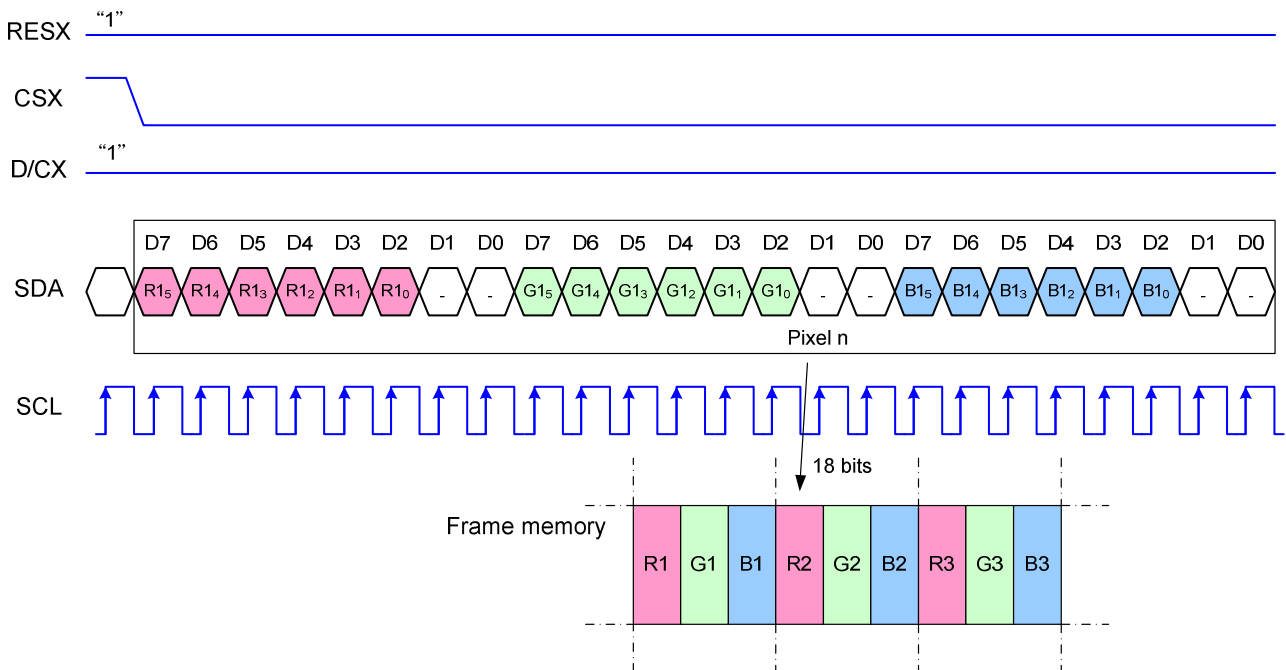 “1”
RESX
CSX
“1”
D/CX
D7 D6 D5 D4 D3 D2 D1 D0 D7 D6 D5 D4 D3 D2 D1 D0 D7 D6 D5 D4 D3 D2 D1 D0
SDA R1₅ R1₄ R1₃ R1₂ R1₁ R1₀ - - G1₅ G1₄ G1₃ G1₂ G1₁ G1₀ - - B1₅ B1₄ B1₃ B1₂ B1₁ B1₀ - -
Pixel n
SCL
18 bits
Frame memory
R1 G1 B1 R2 G2 B2 R3 G3 B3